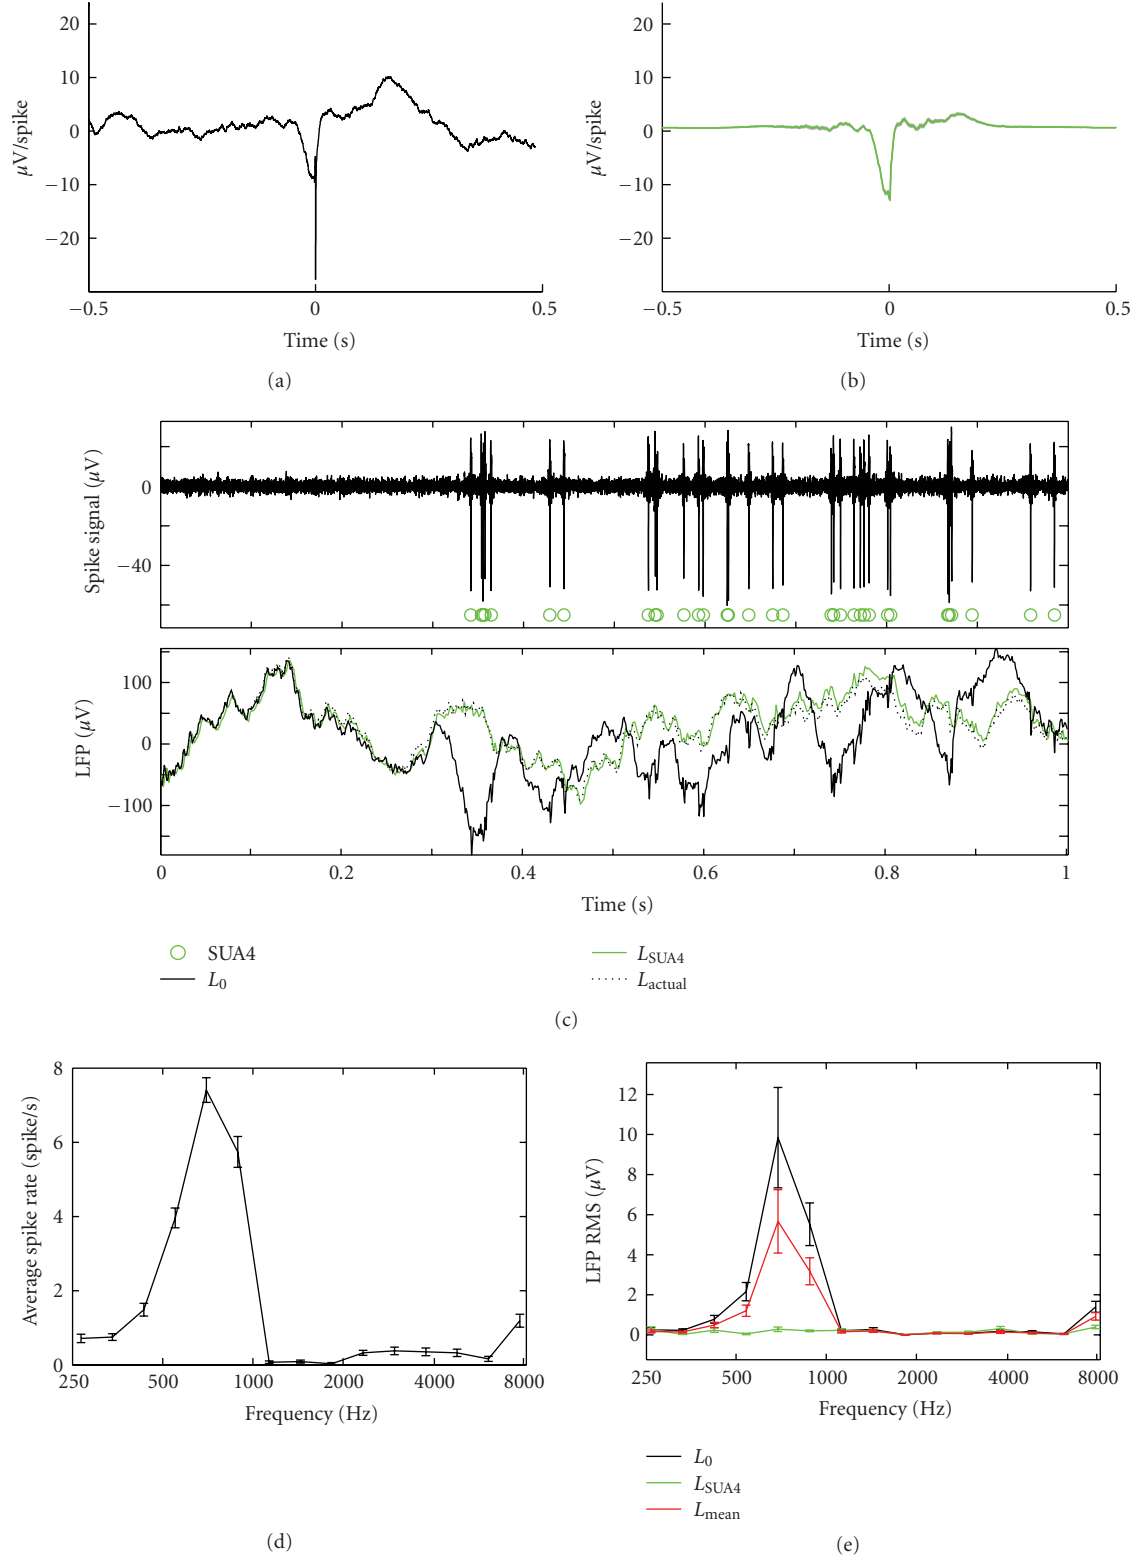 20
10
0
−10
−20
μV/spike
−0.5
0
0.5
Time (s)
(a)
20
10
0
−10
−20
μV/spike
−0.5
0
0.5
Time (s)
(b)
Spike signal (μV)
0
−40
LFP (μV)
100
0
−100
0
0.2
0.4
0.6
0.8
1
Time (s)
SUA4
L0
LSUA4
Lactual
(c)
Average spike rate (spike/s)
8
6
4
2
0
250
500
1000
2000
4000
8000
Frequency (Hz)
(d)
LFP RMS (μV)
12
10
8
6
4
2
0
250
500
1000
2000
4000
8000
Frequency (Hz)
L0
LSUA4
Lmean
(e)